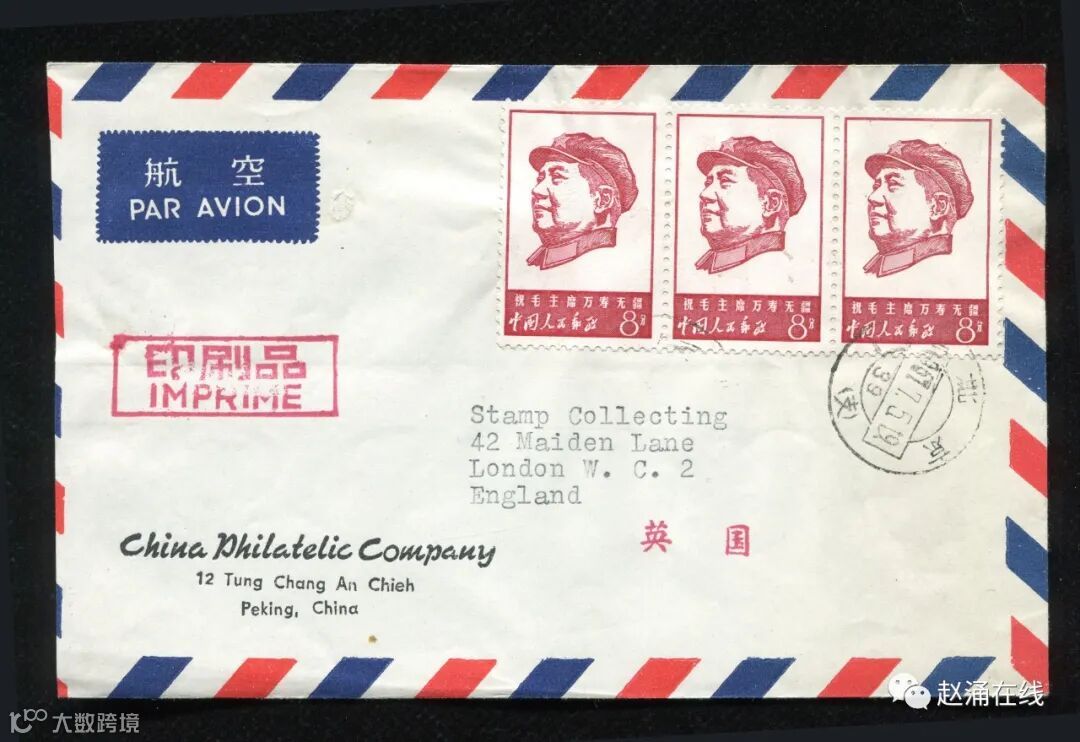 航空
PAR AVION
祝毛主席万寿无疆
中国人民邮政 8分
祝毛主席万寿无疆
中国人民邮政 8分
祝毛主席万寿无疆
中国人民邮政 8分
印刷品
IMPRIME
北京
(支)
Stamp Collecting
42 Maiden Lane
London W. C. 2
England
英国
China Philatelic Company
12 Tung Chang An Chieh
Peking, China
大数跨境
赵涌在线